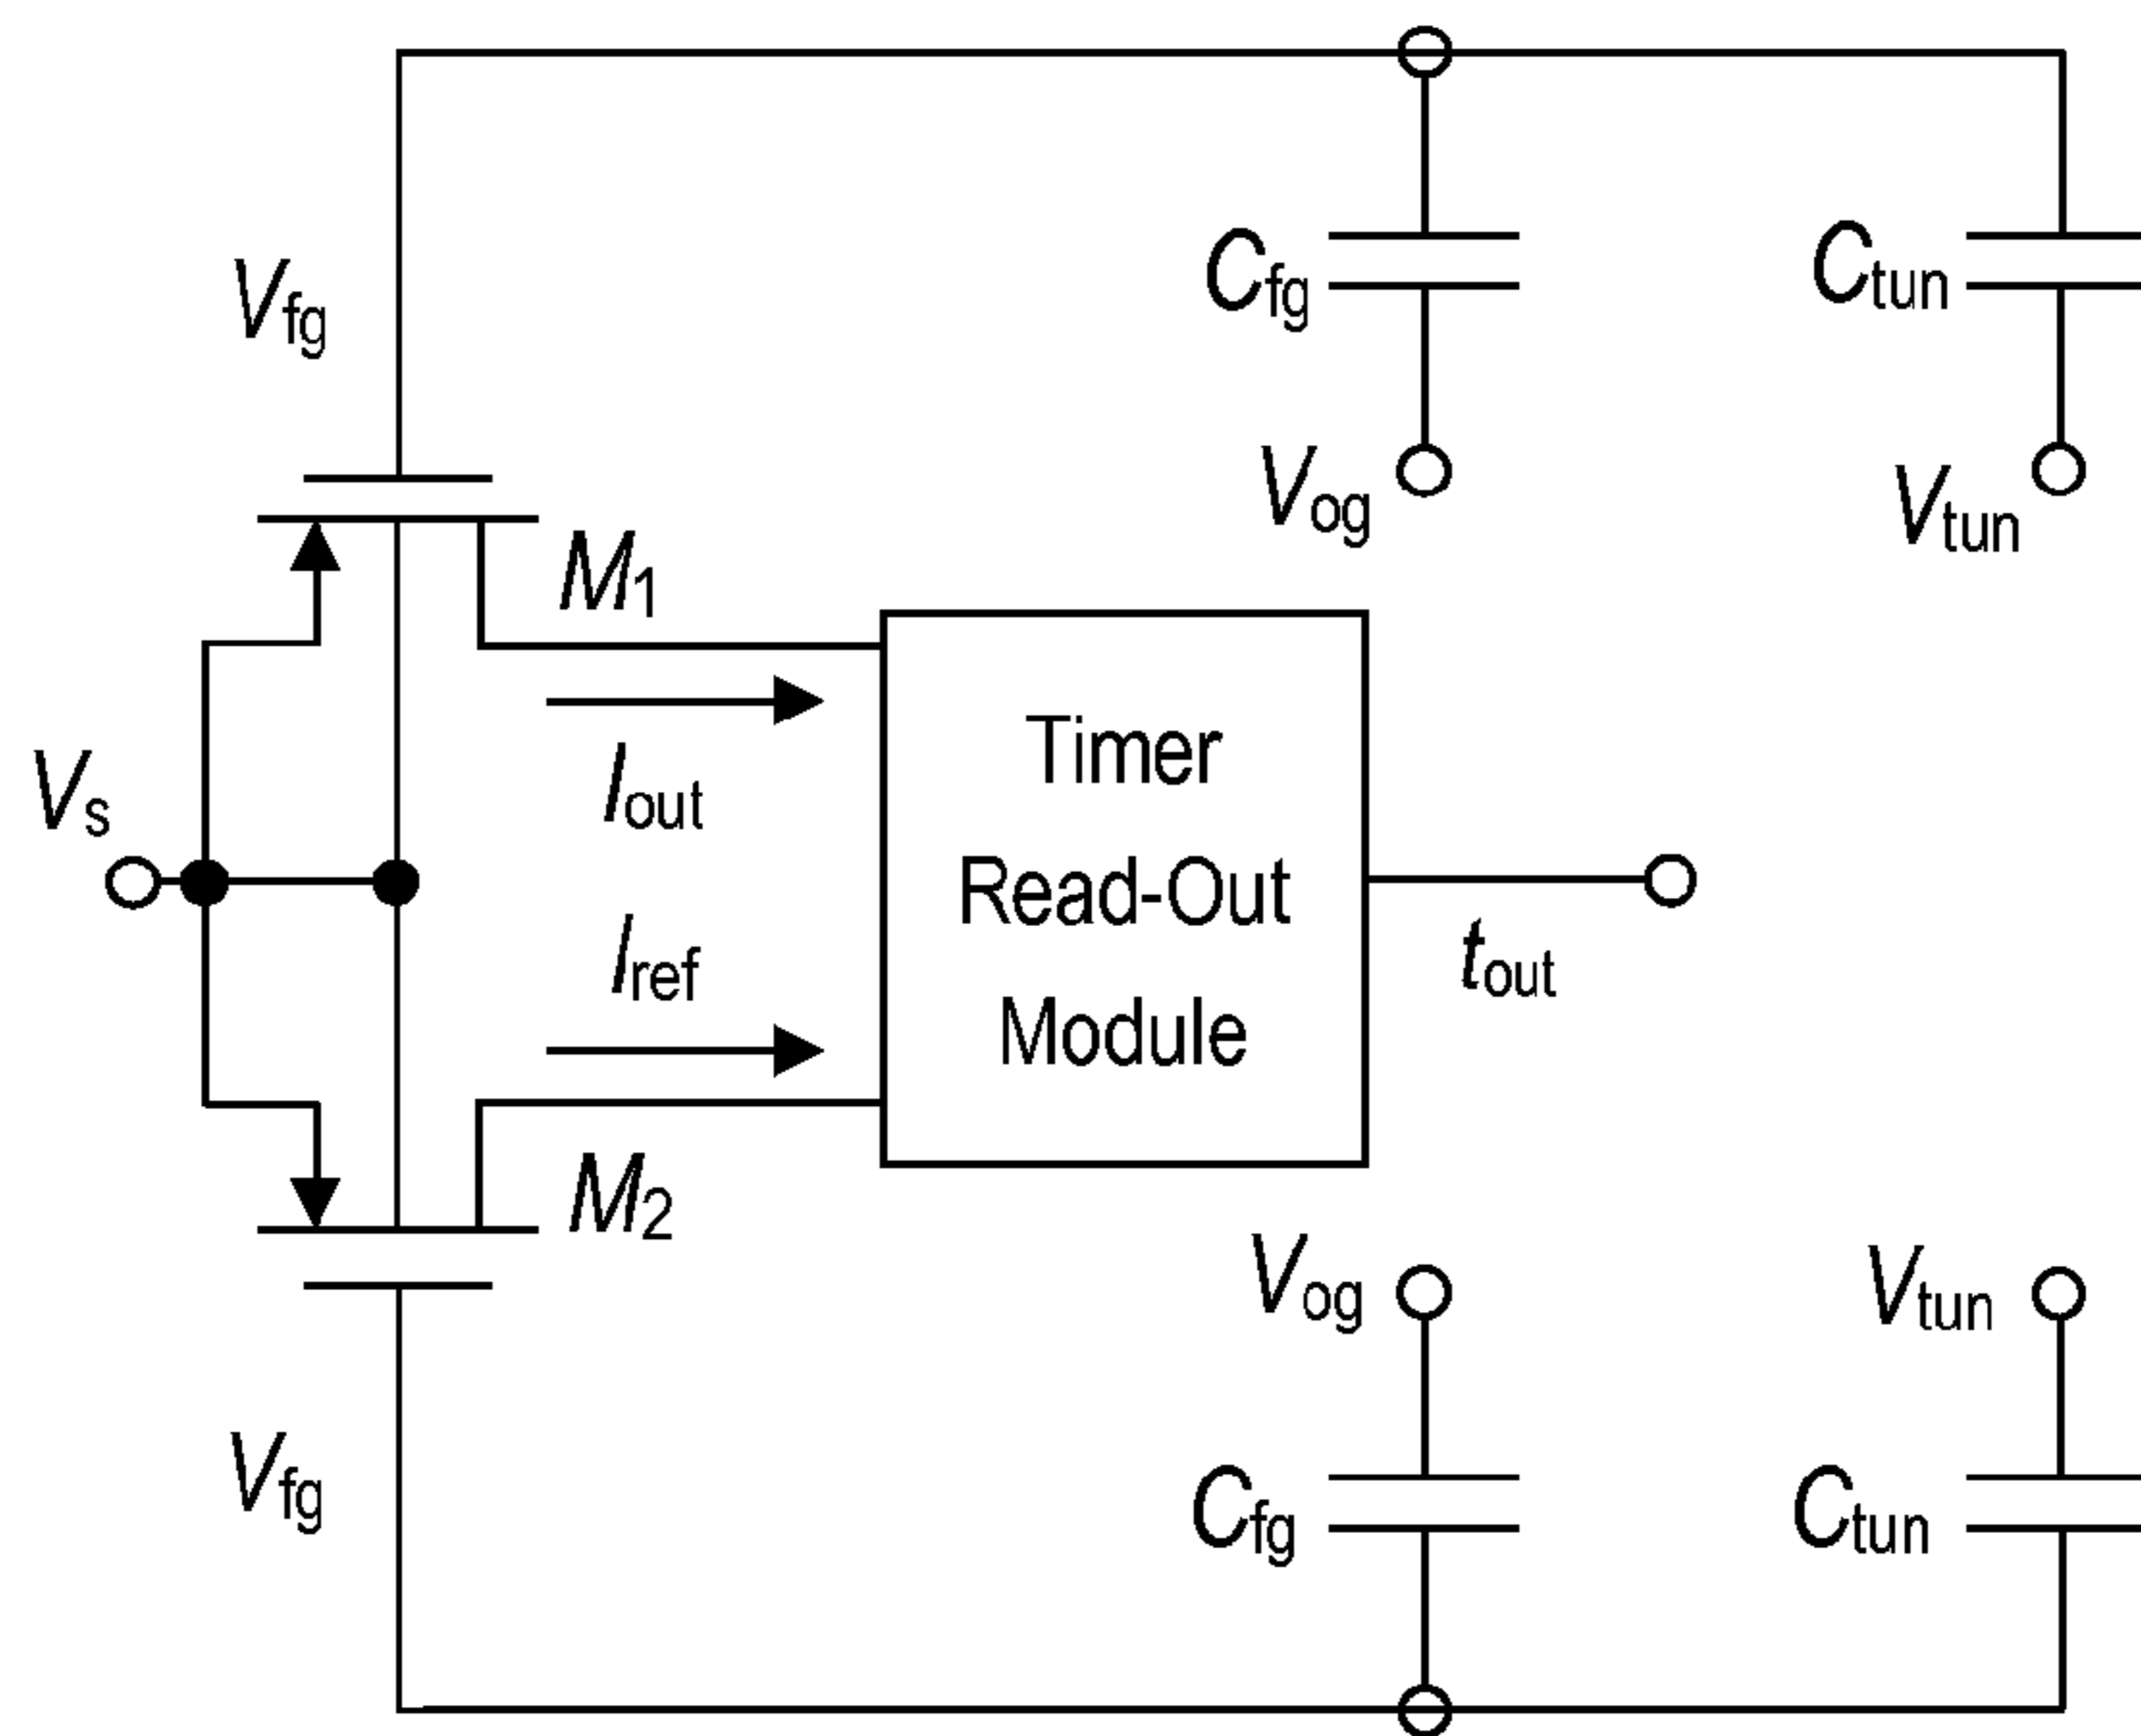 Vfg
Cfg
Ctun
Vog
Vtun
M1
Iout
Vs
Timer
Read-Out
Module
Iref
tout
M2
Vog
Vtun
Vfg
Cfg
Ctun